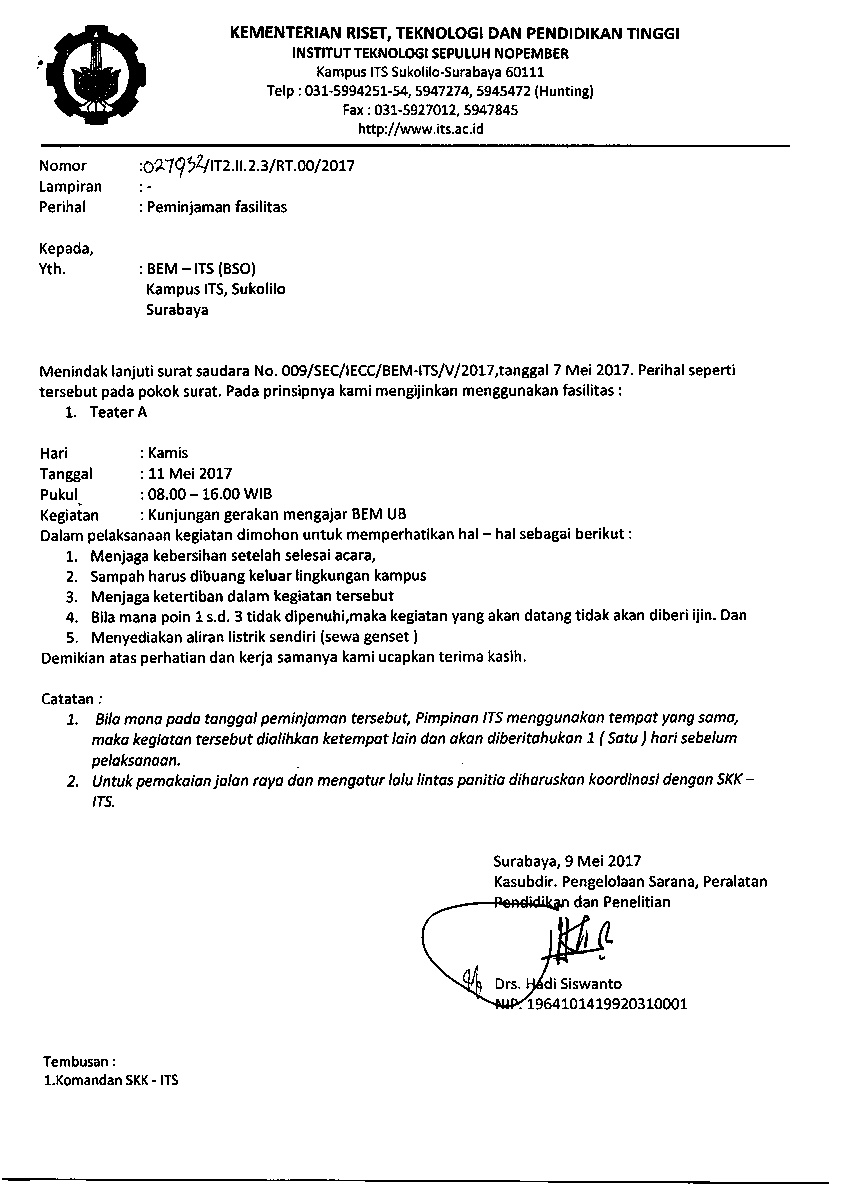 KEMENTERIAN RISET, TEKNOLOGI DAN PENDIDIKAN TINGGI
INSTITUT TEKNOLOGI SEPULUH NOPEMBER
Kampus ITS Sukolilo-Surabaya 60111
Telp : 031-5994251-54, 5947274, 5945472 (Hunting)
Fax : 031-5927012, 5947845
http://www.its.ac.id
Nomor :027932/IT2.II.2.3/RT.00/2017
Lampiran : -
Perihal : Peminjaman fasilitas
Kepada,
Yth. : BEM – ITS (BSO)
Kampus ITS, Sukolilo
Surabaya
Menindak lanjuti surat saudara No. 009/SEC/IECC/BEM-ITS/V/2017,tanggal 7 Mei 2017. Perihal seperti
tersebut pada pokok surat. Pada prinsipnya kami mengijinkan menggunakan fasilitas :
1. Teater A
Hari : Kamis
Tanggal : 11 Mei 2017
Pukul : 08.00 – 16.00 WIB
Kegiatan : Kunjungan gerakan mengajar BEM UB
Dalam pelaksanaan kegiatan dimohon untuk memperhatikan hal – hal sebagai berikut :
1. Menjaga kebersihan setelah selesai acara,
2. Sampah harus dibuang keluar lingkungan kampus
3. Menjaga ketertiban dalam kegiatan tersebut
4. Bila mana poin 1 s.d. 3 tidak dipenuhi,maka kegiatan yang akan datang tidak akan diberi ijin. Dan
5. Menyediakan aliran listrik sendiri (sewa genset )
Demikian atas perhatian dan kerja samanya kami ucapkan terima kasih.
Catatan :
1. Bila mana pada tanggal peminjaman tersebut, Pimpinan ITS menggunakan tempat yang sama,
maka kegiatan tersebut dialihkan ketempat lain dan akan diberitahukan 1 ( Satu ) hari sebelum
pelaksanaan.
2. Untuk pemakaian jalan raya dan mengatur lalu lintas panitia diharuskan koordinasi dengan SKK –
ITS.
Surabaya, 9 Mei 2017
Kasubdir. Pengelolaan Sarana, Peralatan
Pendidikan dan Penelitian
Drs. Hadi Siswanto
NIP. 1964101419920310001
Tembusan :
1.Komandan SKK - ITS